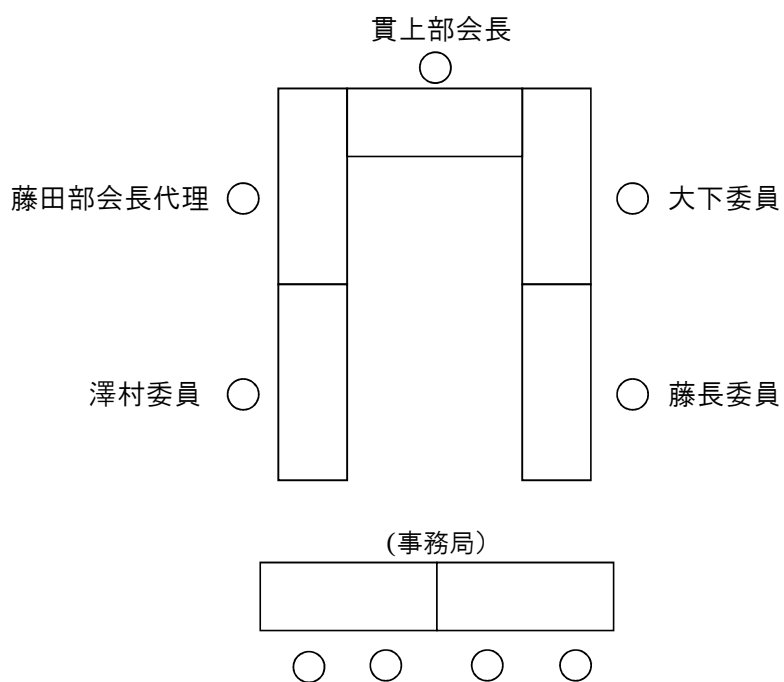 貫上部会長
藤田部会長代理
大下委員
澤村委員
藤長委員
(事務局）